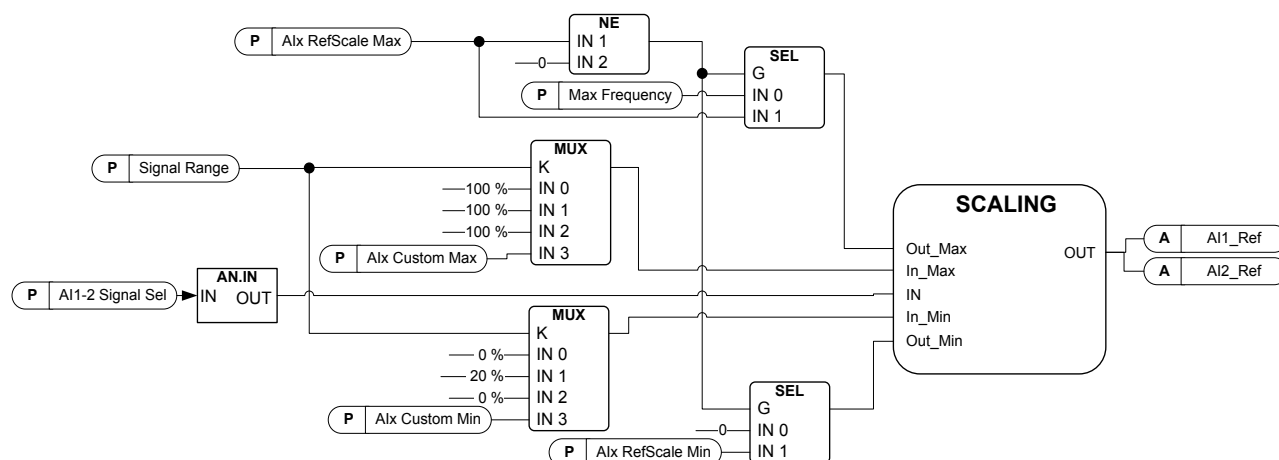 NE
P AIx RefScale Max
IN 1
0 IN 2
SEL
G
P Max Frequency
IN 0
IN 1
MUX
P Signal Range
K
100 % IN 0
100 % IN 1
100 % IN 2
P AIx Custom Max
IN 3
SCALING
Out_Max
In_Max
IN
In_Min
Out_Min
OUT
A AI1_Ref
A AI2_Ref
AN.IN
P AI1-2 Signal Sel
IN OUT
MUX
K
0 % IN 0
20 % IN 1
0 % IN 2
P AIx Custom Min
IN 3
SEL
G
0 IN 0
P AIx RefScale Min
IN 1